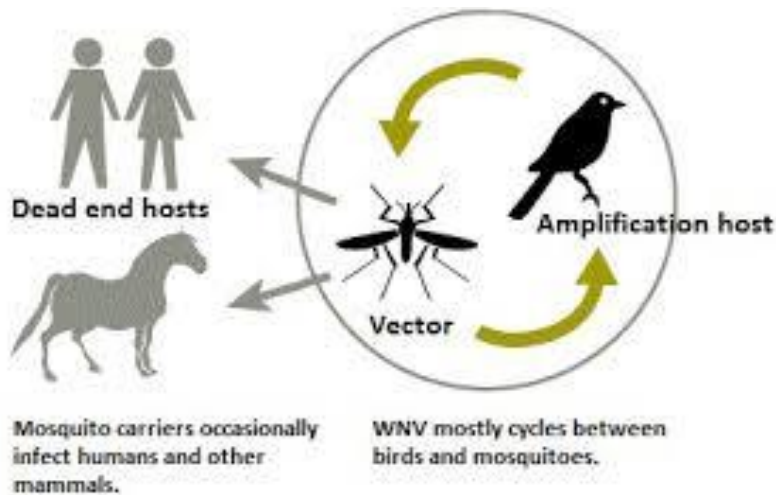 Dead end hosts
Amplification host
Vector
Mosquito carriers occasionally
infect humans and other
mammals.
WNV mostly cycles between
birds and mosquitoes.